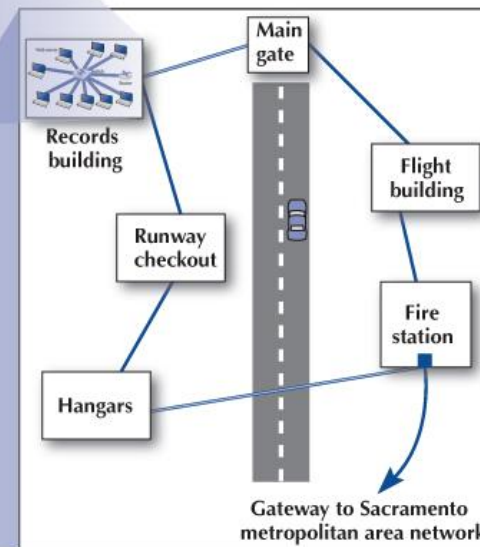 Main
gate
Records
building
Flight
building
Runway
checkout
Fire
station
Hangars
Gateway to Sacramento
metropolitan area network